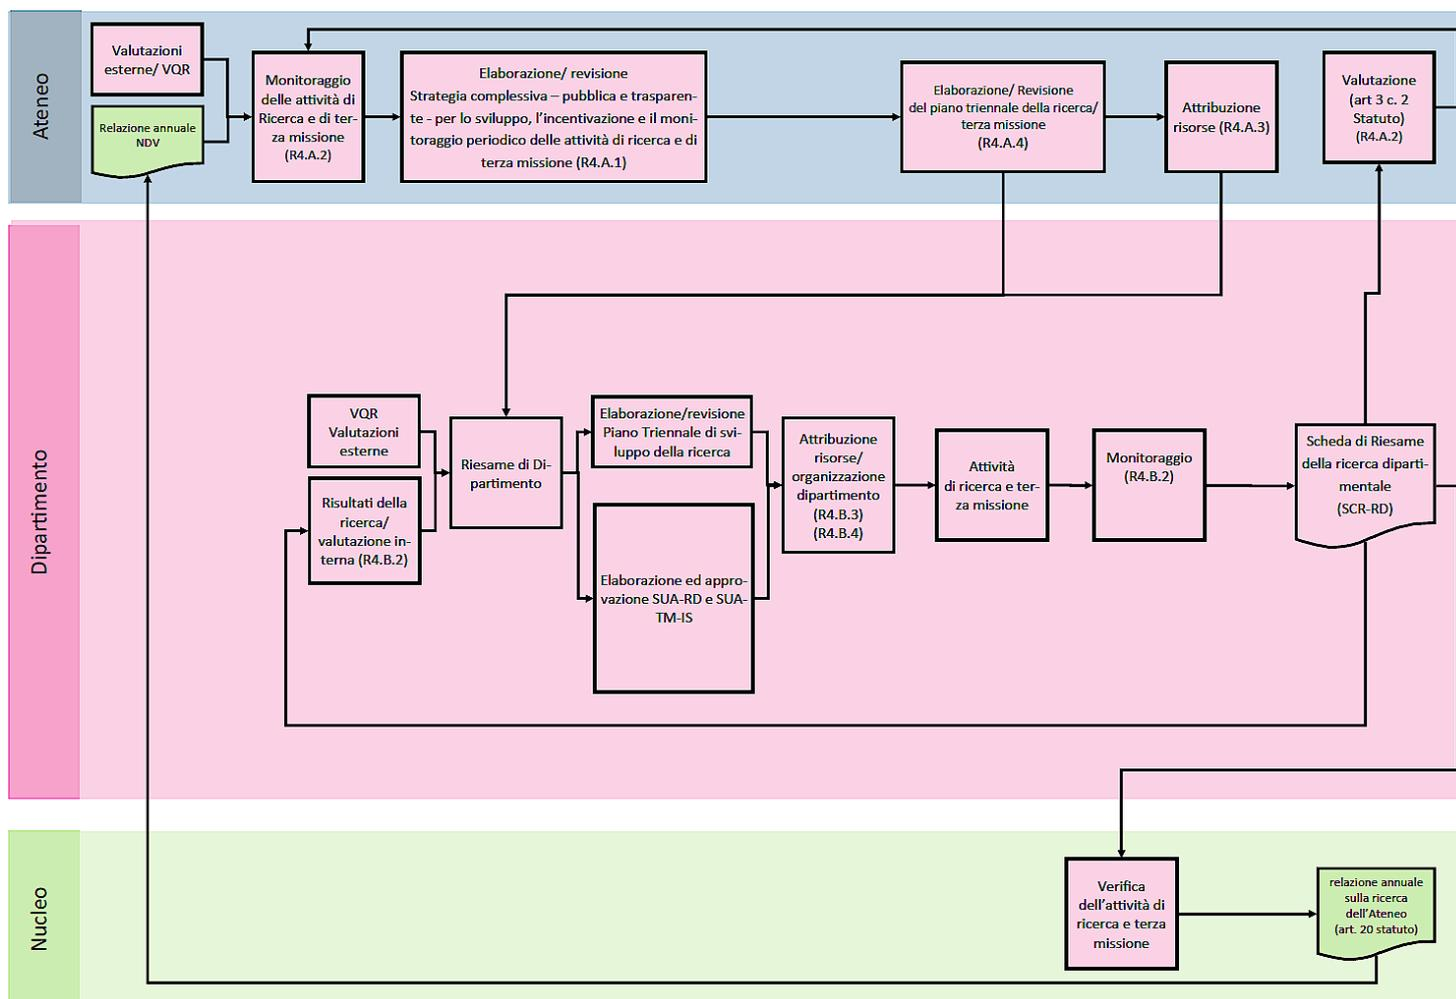 Ateneo
Valutazioni
esterne/ VQR
Relazione annuale
NDV
Monitoraggio
delle attività di
Ricerca e di ter-
za missione
(R4.A.2)
Elaborazione/ revisione
Strategia complessiva – pubblica e trasparen-
te - per lo sviluppo, l'incentivazione e il moni-
toraggio periodico delle attività di ricerca e di
terza missione (R4.A.1)
Elaborazione/ Revisione
del piano triennale della ricerca/
terza missione
(R4.A.4)
Attribuzione
risorse (R4.A.3)
Valutazione
(art 3 c. 2
Statuto)
(R4.A.2)
Dipartimento
VQR
Valutazioni
esterne
Risultati della
ricerca/
valutazione in-
terna (R4.B.2)
Riesame di Di-
partimento
Elaborazione/revisione
Piano Triennale di svi-
luppo della ricerca
Elaborazione ed appro-
vazione SUA-RD e SUA-
TM-IS
Attribuzione
risorse/
organizzazione
dipartimento
(R4.B.3)
(R4.B.4)
Attività
di ricerca e ter-
za missione
Monitoraggio
(R4.B.2)
Scheda di Riesame
della ricerca diparti-
mentale
(SCR-RD)
Nucleo
Verifica
dell'attività di
ricerca e terza
missione
relazione annuale
sulla ricerca
dell'Ateneo
(art. 20 statuto)